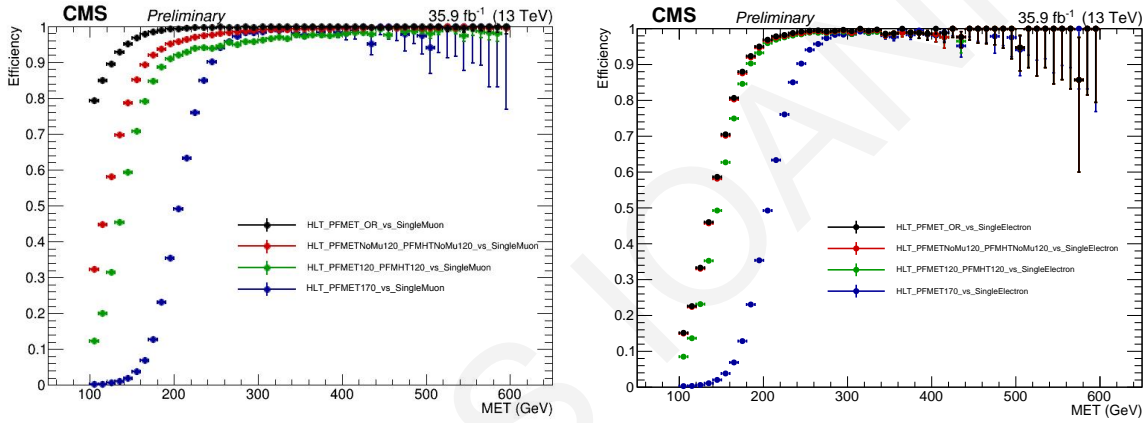 CMS Preliminary 35.9 fb⁻¹ (13 TeV)
Efficiency
1
0.9
0.8
0.7
0.6
0.5
0.4
0.3
0.2
0.1
0
HLT_PFMET_OR_vs_SingleMuon
HLT_PFMETNoMu120_PFMHTNoMu120_vs_SingleMuon
HLT_PFMET120_PFMHT120_vs_SingleMuon
HLT_PFMET170_vs_SingleMuon
100 200 300 400 500 600
MET (GeV)
CMS Preliminary 35.9 fb⁻¹ (13 TeV)
Efficiency
1
0.9
0.8
0.7
0.6
0.5
0.4
0.3
0.2
0.1
0
HLT_PFMET_OR_vs_SingleElectron
HLT_PFMETNoMu120_PFMHTNoMu120_vs_SingleElectron
HLT_PFMET120_PFMHT120_vs_SingleElectron
HLT_PFMET170_vs_SingleElectron
100 200 300 400 500 600
MET (GeV)
S IOANN